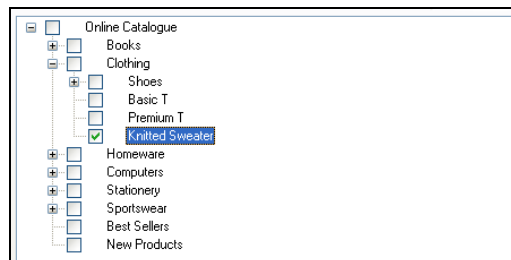 Online Catalogue
Books
Clothing
Shoes
Basic T
Premium T
Knitted Sweater
Homeware
Computers
Stationery
Sportswear
Best Sellers
New Products